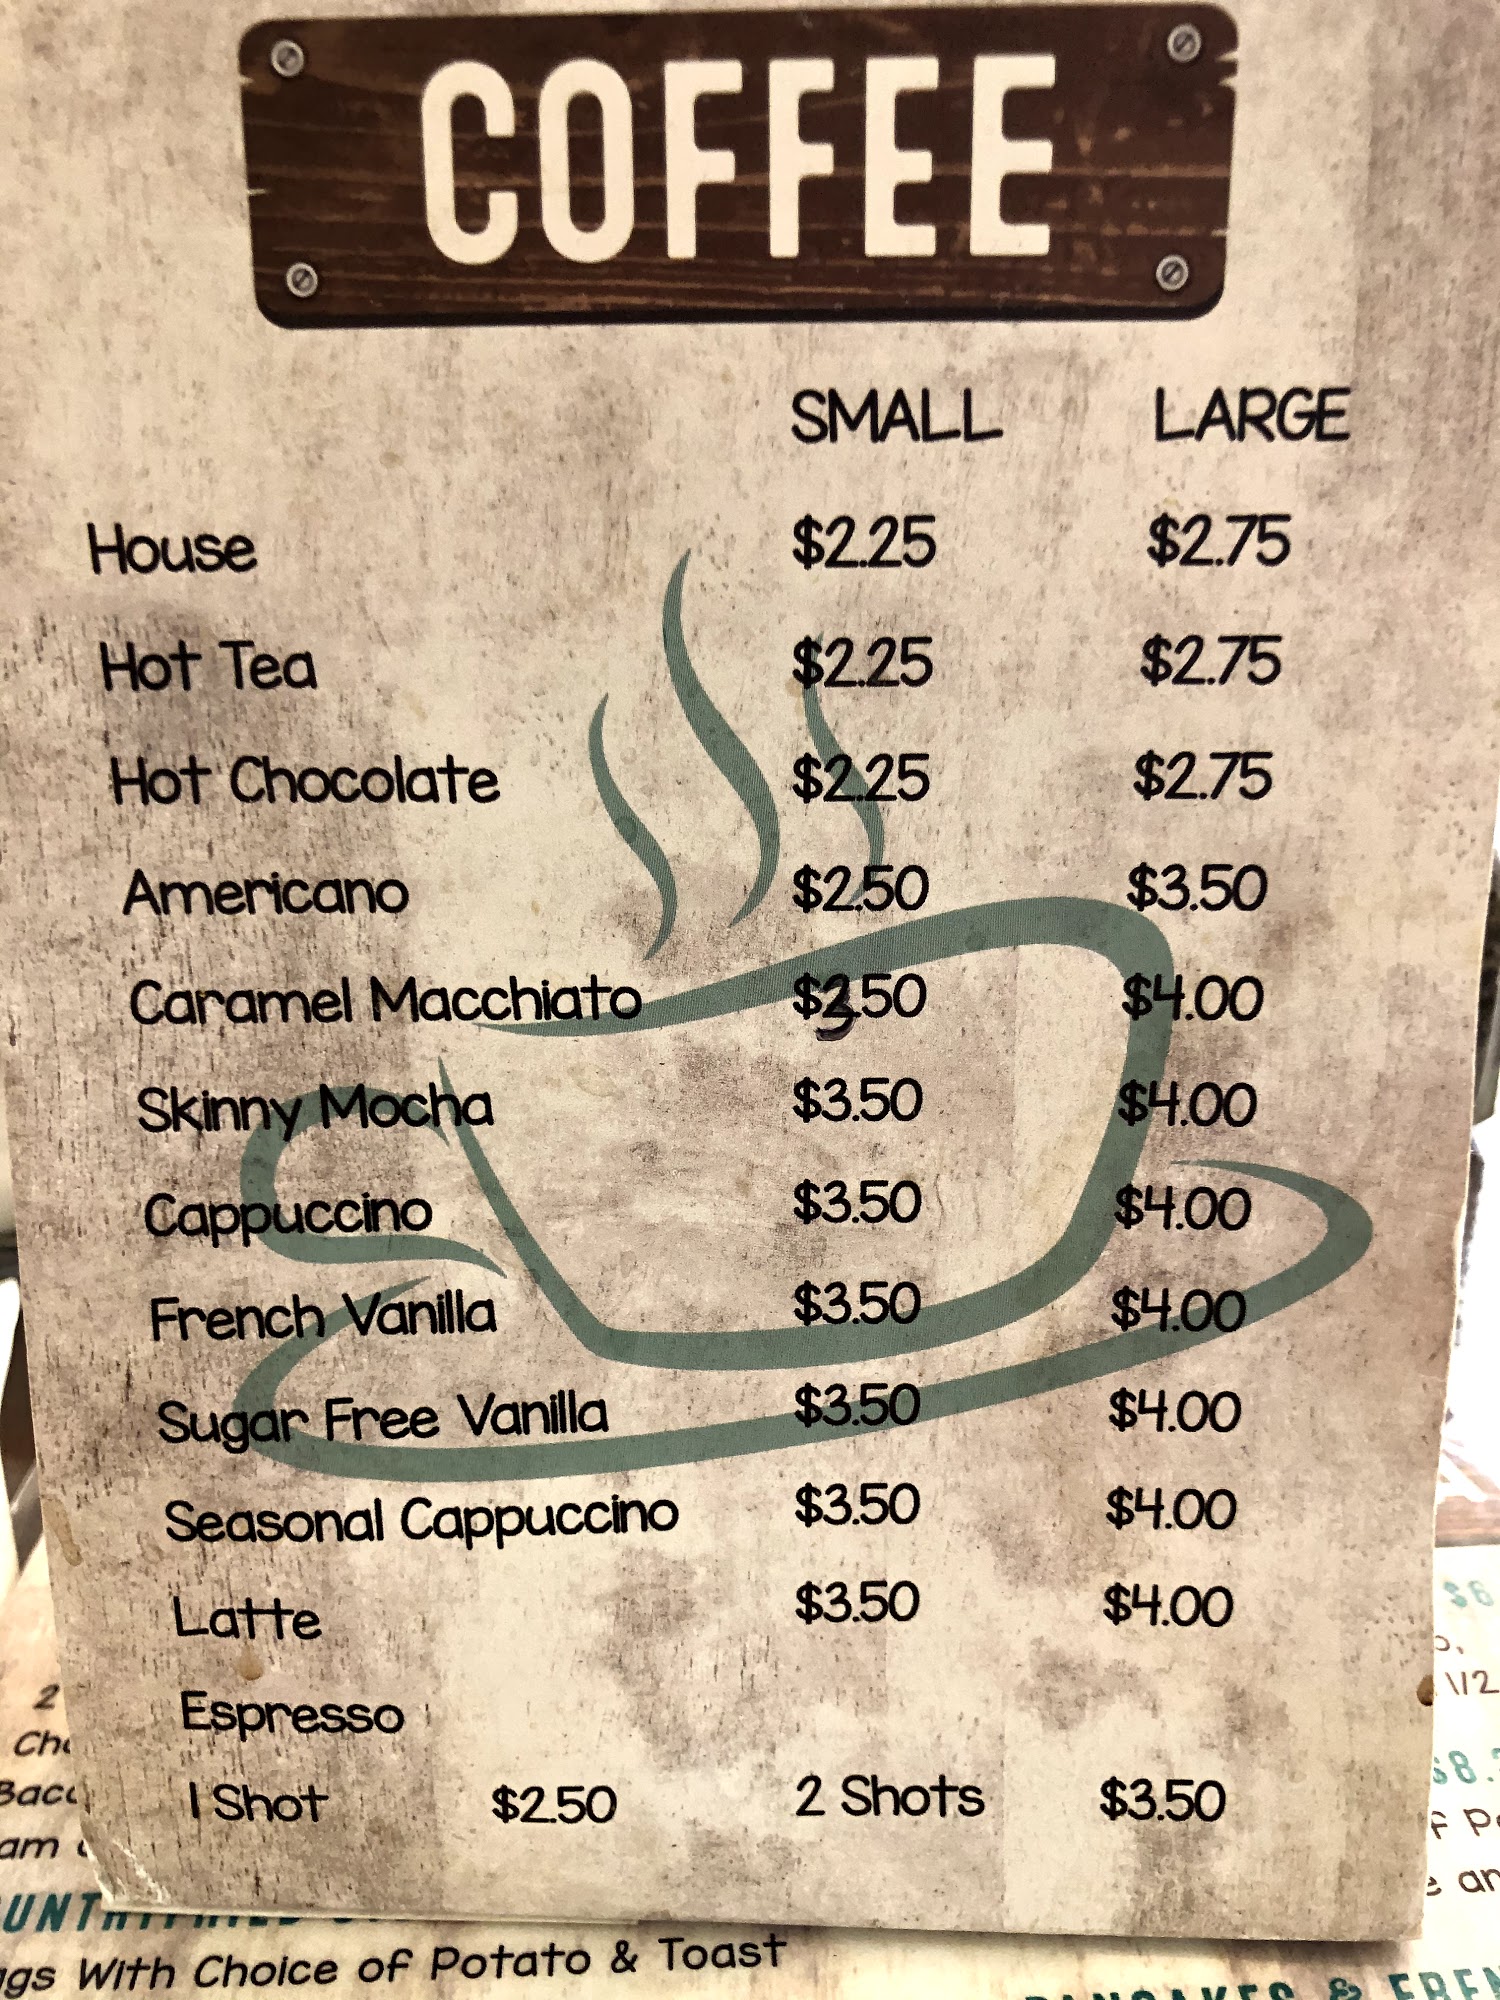 COFFEE
SMALL LARGE
House $2.25 $2.75
Hot Tea $2.25 $2.75
Hot Chocolate $2.25 $2.75
Americano $2.50 $3.50
Caramel Macchiato $3.50 $4.00
Skinny Mocha $3.50 $4.00
Cappuccino $3.50 $4.00
French Vanilla $3.50 $4.00
Sugar Free Vanilla $3.50 $4.00
Seasonal Cappuccino $3.50 $4.00
Latte $3.50 $4.00
Espresso
1 Shot $2.50 2 Shots $3.50
2
1/2
With Choice of Potato & Toast
PANCAKES &